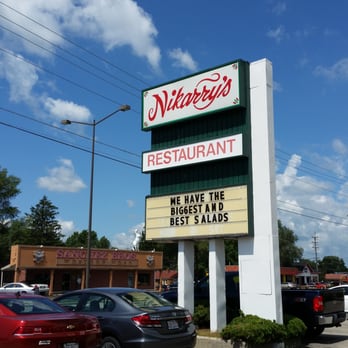 Nikarry's
RESTAURANT
WE HAVE THE
BIGGEST AND
BEST SALADS